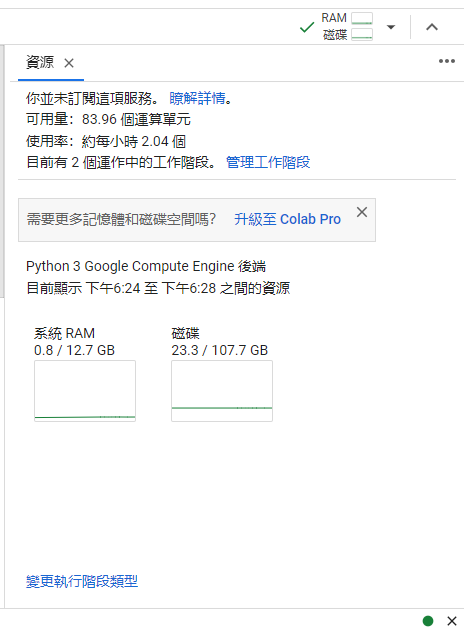 RAM
磁碟
資源
你並未訂閱這項服務。 瞭解詳情。
可用量：83.96 個運算單元
使用率：約每小時 2.04 個
目前有 2 個運作中的工作階段。 管理工作階段
需要更多記憶體和磁碟空間嗎？ 升級至 Colab Pro
Python 3 Google Compute Engine 後端
目前顯示 下午6:24 至 下午6:28 之間的資源
系統 RAM 磁碟
0.8 / 12.7 GB 23.3 / 107.7 GB
變更執行階段類型